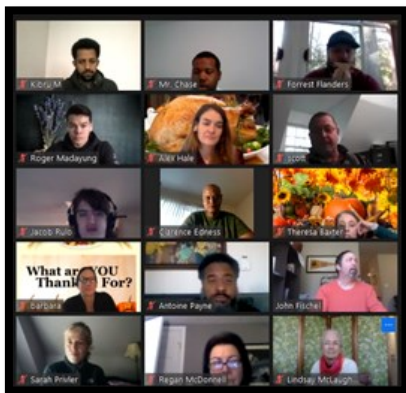 Kibru M
Mr. Chase
Forrest Flanders
Roger Madayung
Alex Hale
scott
Jacob Rulo
Clarence Edness
Theresa Baxter
What are YOU
Thankful For?
barbara
Antoine Payne
John Fischel
Sarah Privler
Regan McDonnell
Lindsay McLaugh...